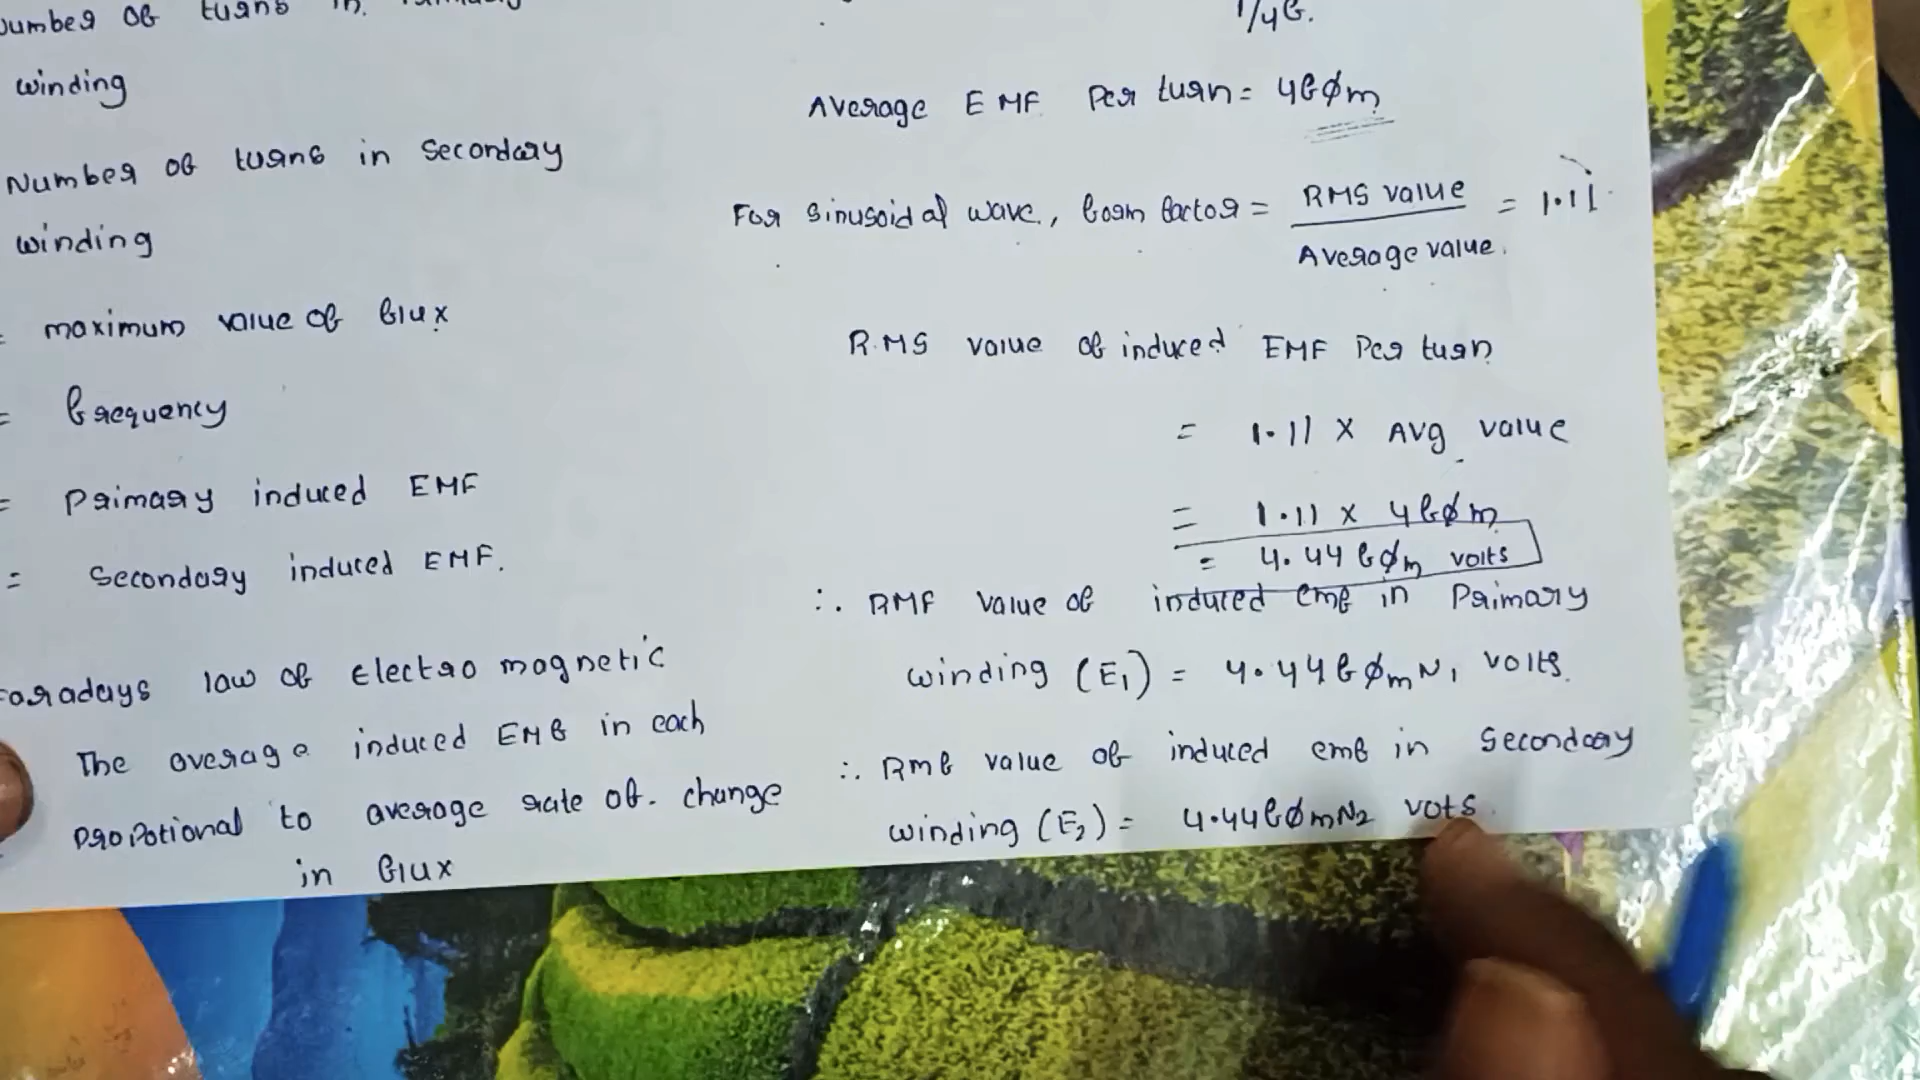 Number of turns in
winding
Number of turns in Secondary
winding
= maximum value of flux
= frequency
= Primary induced EMF
= Secondary induced EMF.
Faradays law of Electro magnetic
The average induced EMf in each
Propotional to average rate of. change
in flux
1/4f.
Average EMF Per turn = 4fϕm
For Sinusoidal wave, form factor = RMS value / Average value. = 1.11
R.MS value of induced EMF Per turn
= 1.11 x Avg value
= 1.11 x 4fϕm
= 4.44 fϕm volts
∴ RMF value of induced emf in Primary
winding (E₁) = 4.44fϕmN₁ volts.
∴ Rmf value of induced emf in Secondary
winding (E₂) = 4.44fϕmN₂ vots.